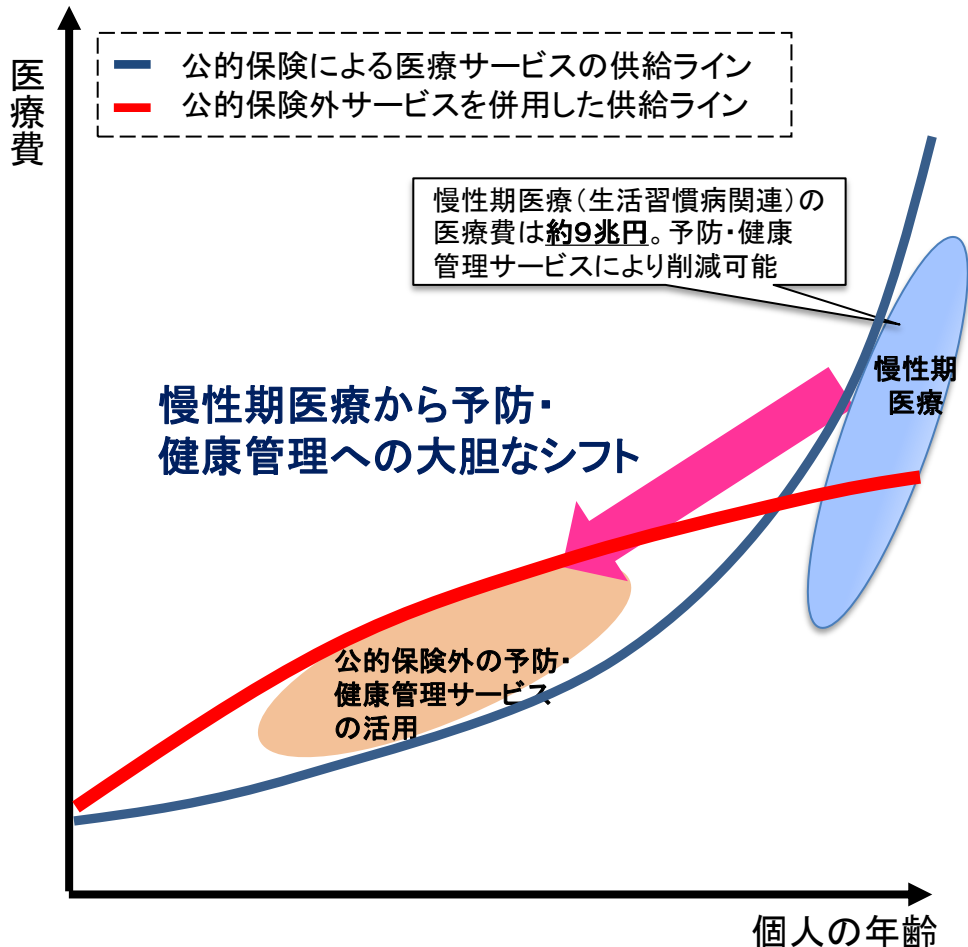 医療費
公的保険による医療サービスの供給ライン
公的保険外サービスを併用した供給ライン
慢性期医療（生活習慣病関連）の
医療費は約９兆円。予防・健康
管理サービスにより削減可能
慢性期
医療
慢性期医療から予防・
健康管理への大胆なシフト
公的保険外の予防・
健康管理サービス
の活用
個人の年齢